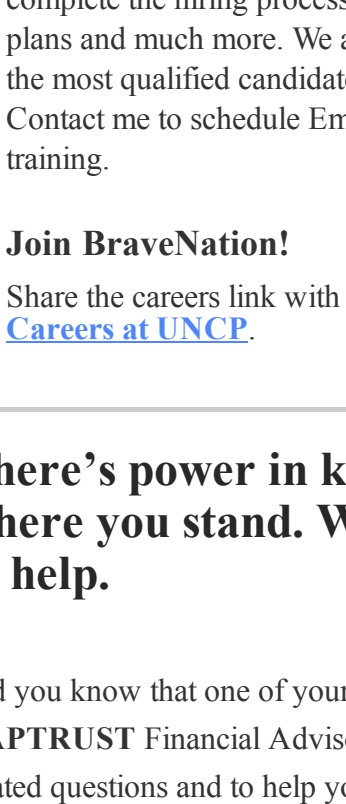 complete the hiring process
plans and much more. We a
the most qualified candidat
Contact me to schedule Em
training.
Join BraveNation!
Share the careers link with
Careers at UNCP.
here’s power in k
here you stand. W
help.
d you know that one of your
APTRUST Financial Advis
ated questions and to help yo